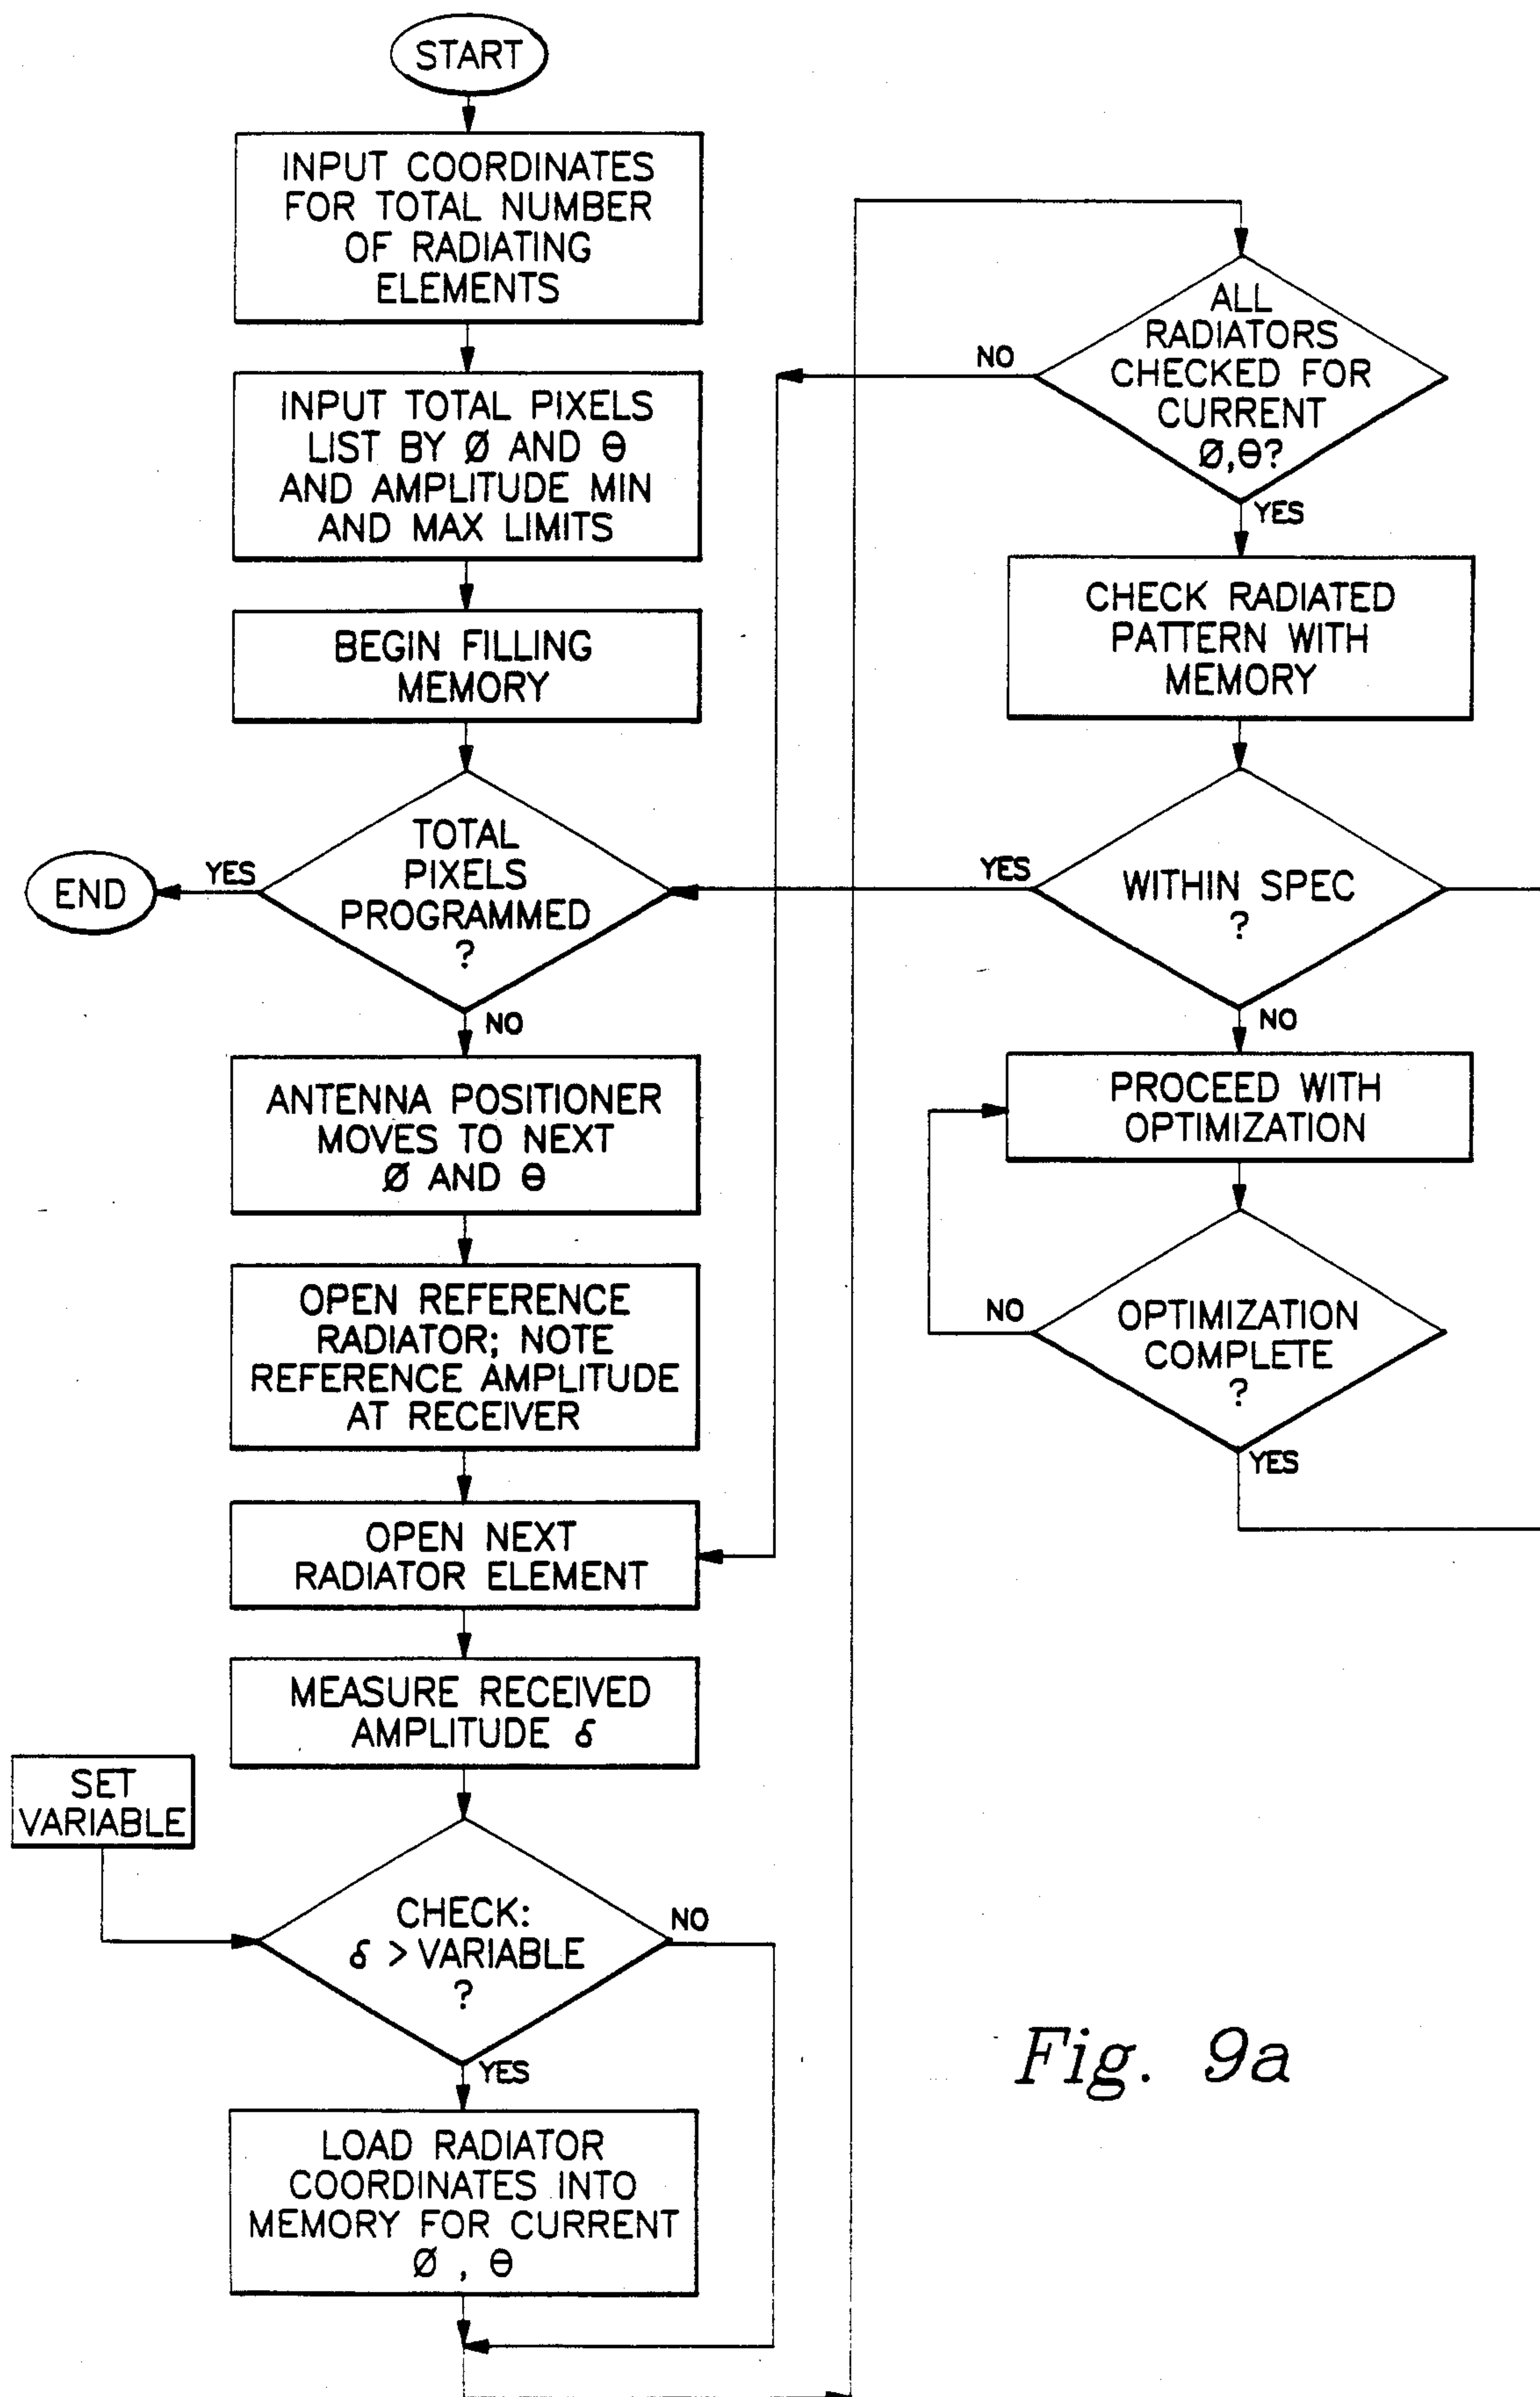 START
INPUT COORDINATES
FOR TOTAL NUMBER
OF RADIATING
ELEMENTS
INPUT TOTAL PIXELS
LIST BY Ø AND θ
AND AMPLITUDE MIN
AND MAX LIMITS
BEGIN FILLING
MEMORY
TOTAL
PIXELS
PROGRAMMED
?
YES
END
NO
ANTENNA POSITIONER
MOVES TO NEXT
Ø AND θ
OPEN REFERENCE
RADIATOR; NOTE
REFERENCE AMPLITUDE
AT RECEIVER
OPEN NEXT
RADIATOR ELEMENT
MEASURE RECEIVED
AMPLITUDE δ
SET
VARIABLE
CHECK:
δ > VARIABLE
?
NO
YES
LOAD RADIATOR
COORDINATES INTO
MEMORY FOR CURRENT
Ø , θ
ALL
RADIATORS
CHECKED FOR
CURRENT
Ø,θ?
NO
YES
CHECK RADIATED
PATTERN WITH
MEMORY
WITHIN SPEC
?
YES
NO
PROCEED WITH
OPTIMIZATION
OPTIMIZATION
COMPLETE
?
NO
YES
Fig. 9a